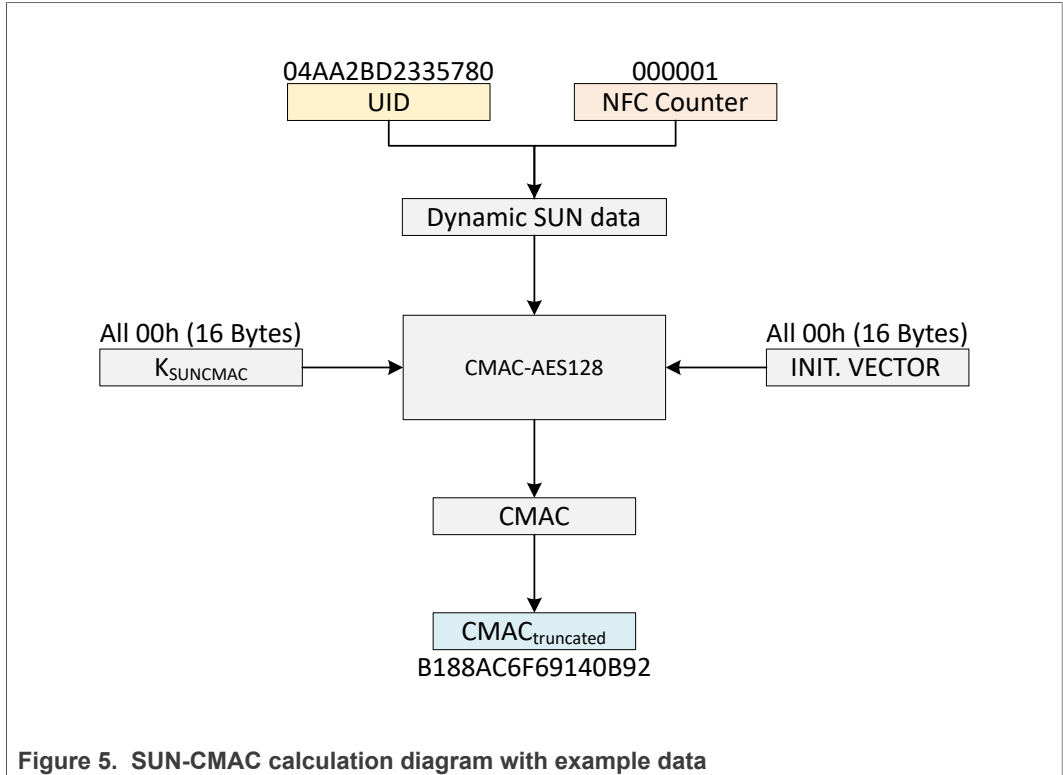 04AA2BD2335780
000001
UID
NFC Counter
Dynamic SUN data
All 00h (16 Bytes)
All 00h (16 Bytes)
KSUNCMAC
CMAC-AES128
INIT. VECTOR
CMAC
CMACtruncated
B188AC6F69140B92
Figure 5. SUN-CMAC calculation diagram with example data